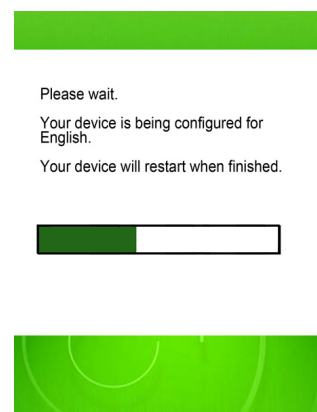 Please wait.
Your device is being configured for
English.
Your device will restart when finished.